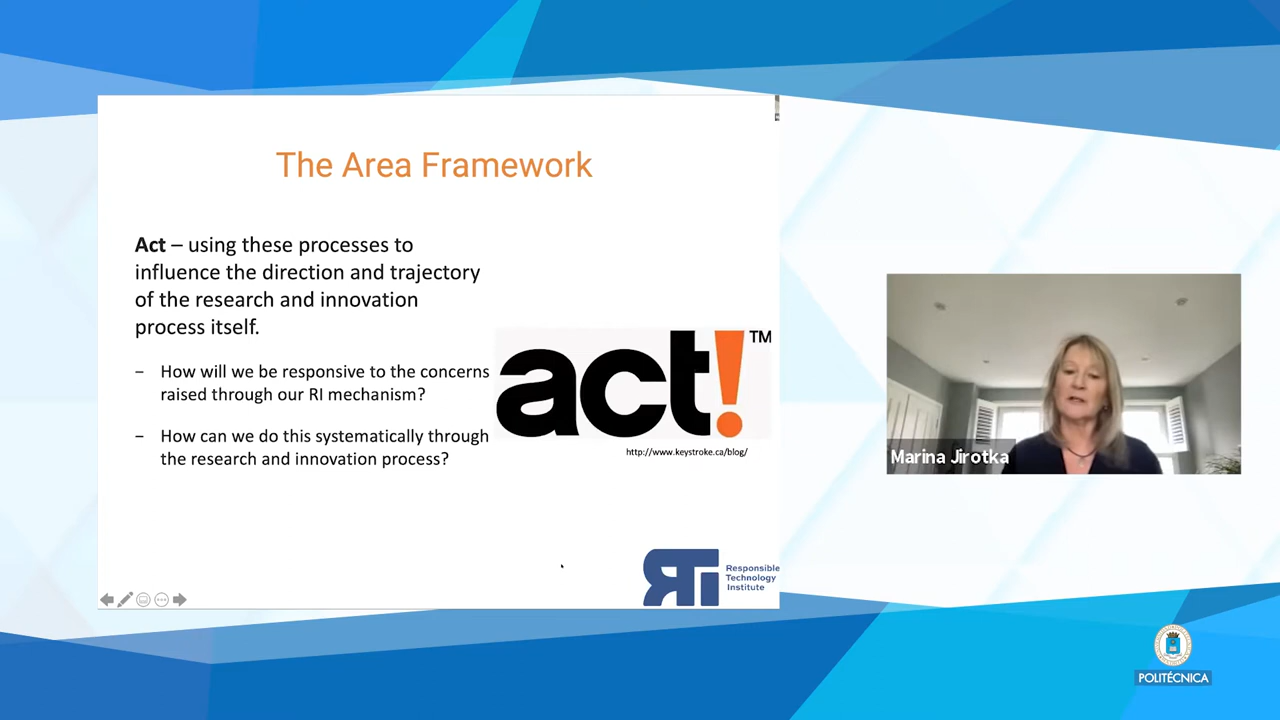 The Area Framework
Act – using these processes to
influence the direction and trajectory
of the research and innovation
process itself.
– How will we be responsive to the concerns
raised through our RI mechanism?
– How can we do this systematically through
the research and innovation process?
act!™
http://www.keystroke.ca/blog/
RTI
Responsible
Technology
Institute
Marina Jirotka
POLITÉCNICA